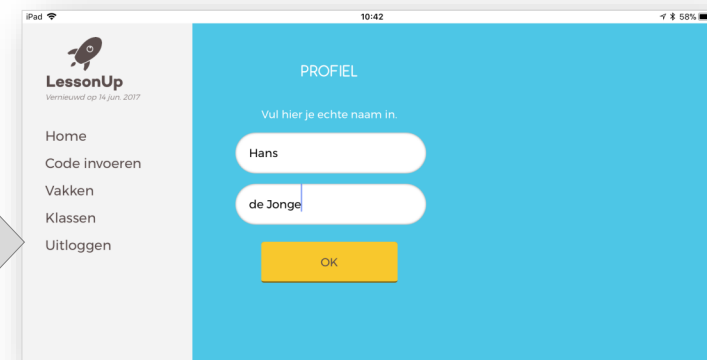 iPad 10:42 58%
LessonUp
Vernieuwd op 14 jun. 2017
Home
Code invoeren
Vakken
Klassen
Uitloggen
PROFIEL
Vul hier je echte naam in.
Hans
de Jonge
OK